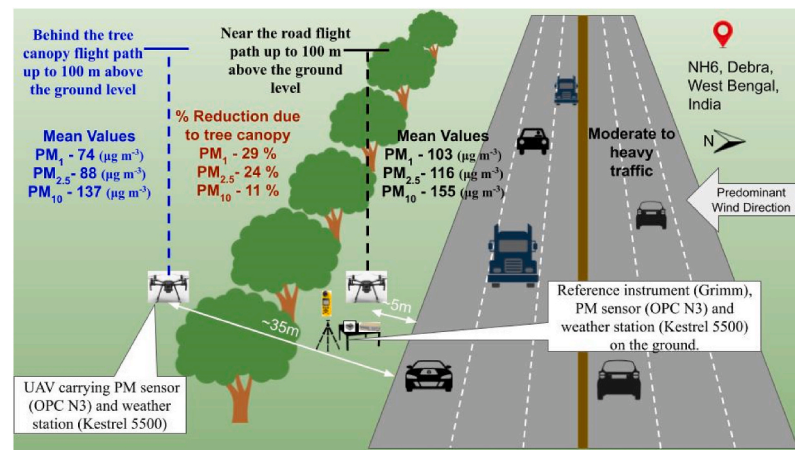 Behind the tree
canopy flight path
up to 100 m above
the ground level
Near the road flight
path up to 100 m
above the ground
level
NH6, Debra,
West Bengal,
India
N
Mean Values
PM1 - 74 (µg m-3)
PM2.5 - 88 (µg m-3)
PM10 - 137 (µg m-3)
% Reduction due
to tree canopy
PM1 - 29 %
PM2.5- 24 %
PM10 - 11 %
Mean Values
PM1 - 103 (µg m-3)
PM2.5- 116 (µg m-3)
PM10 - 155 (µg m-3)
Moderate to
heavy
traffic
Predominant
Wind Direction
~5m
~35m
Reference instrument (Grimm),
PM sensor (OPC N3) and
weather station (Kestrel 5500)
on the ground.
UAV carrying PM sensor
(OPC N3) and weather
station (Kestrel 5500)